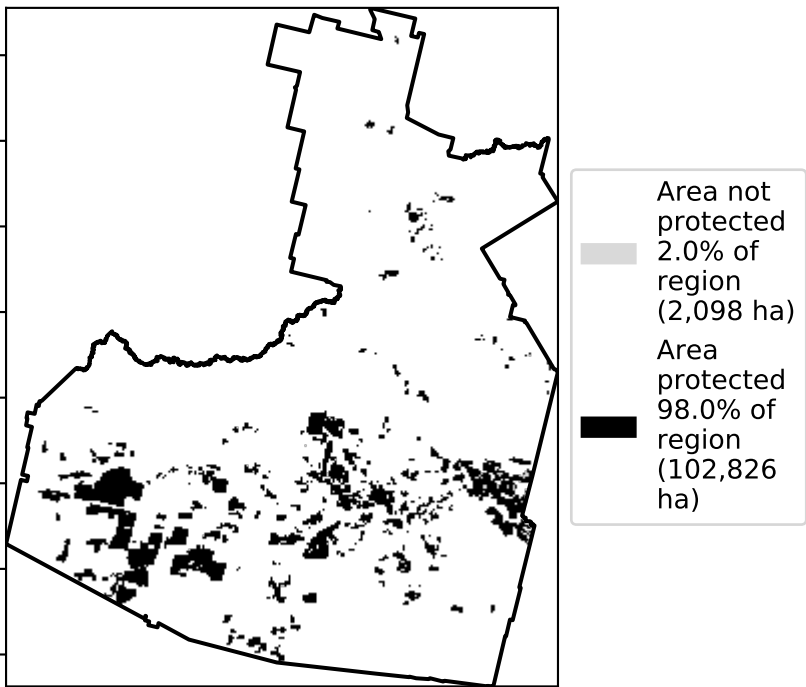 Area not
protected
2.0% of
region
(2,098 ha)
Area
protected
98.0% of
region
(102,826
ha)